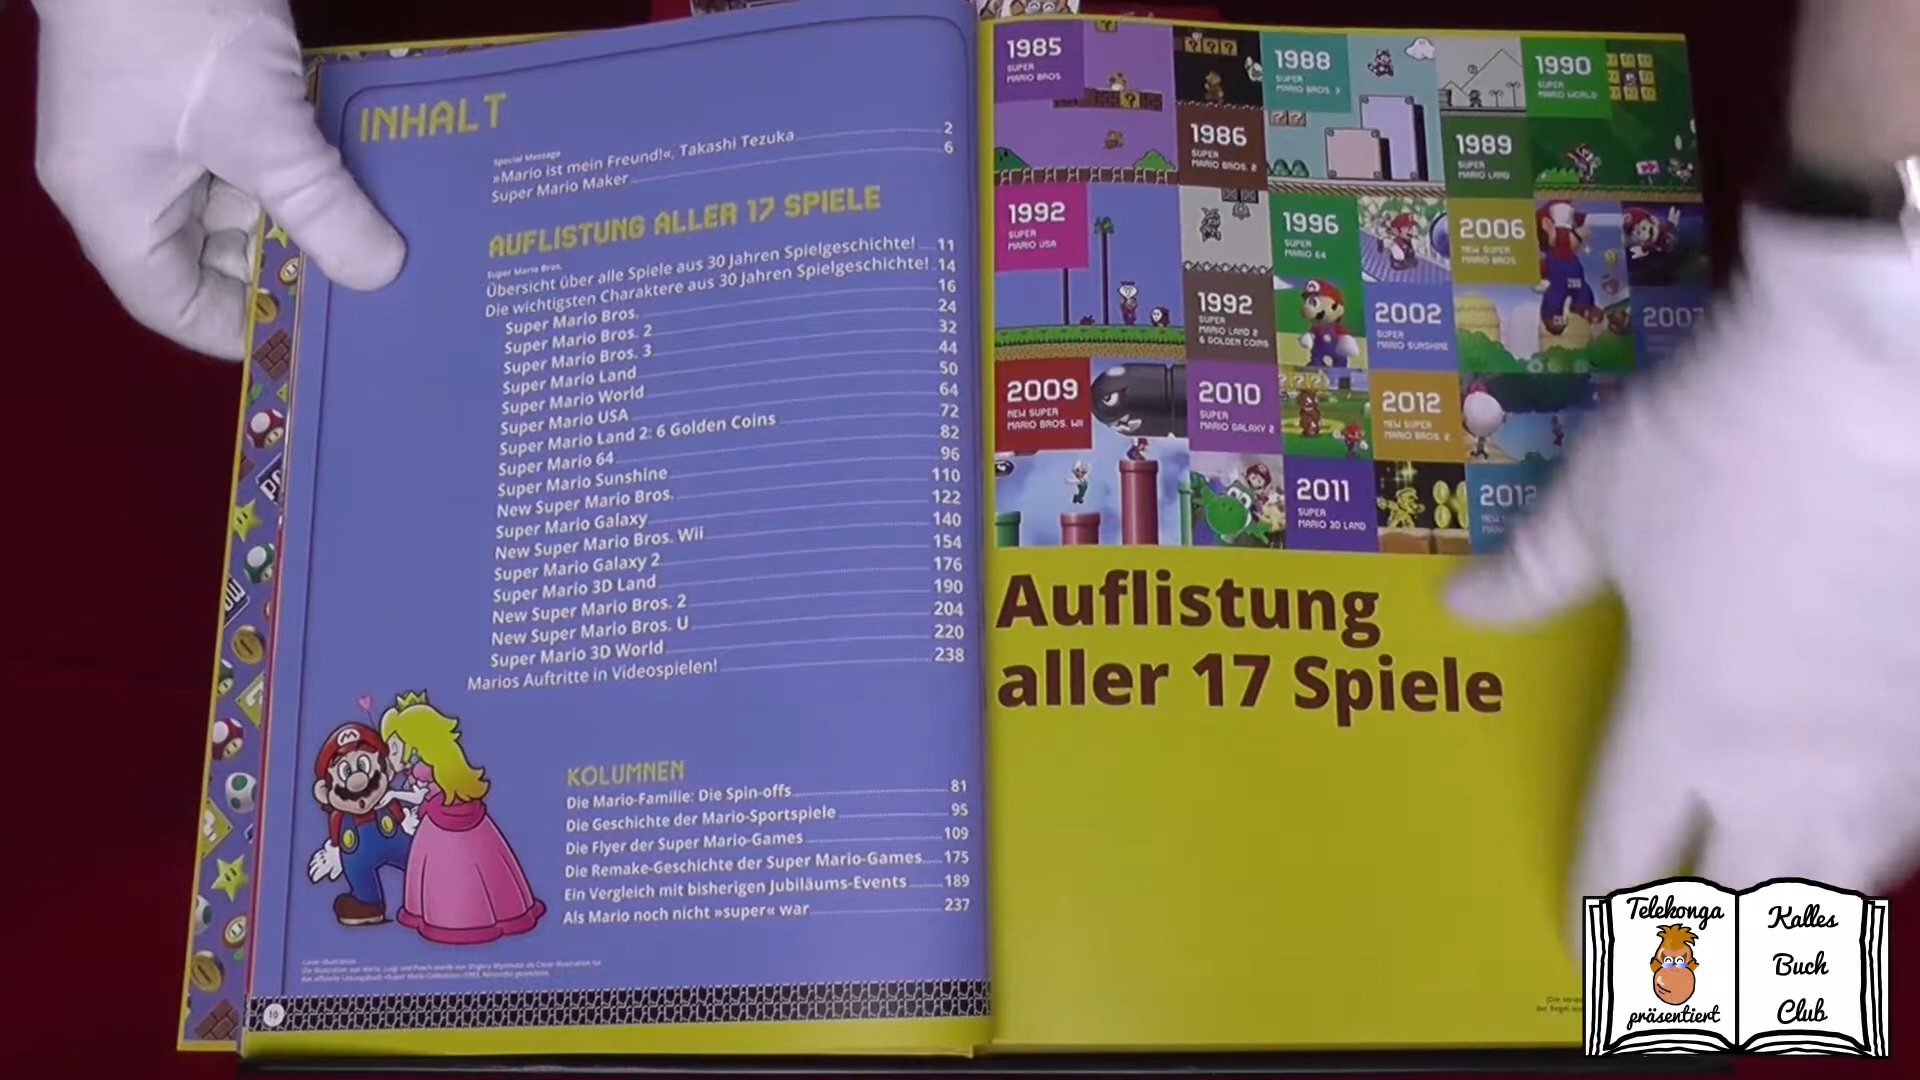 INHALT
Special Message
»Mario ist mein Freund!«, Takashi Tezuka 2
Super Mario Maker 6
AUFLISTUNG ALLER 17 SPIELE
Super Mario Bros.
Übersicht über alle Spiele aus 30 Jahren Spielgeschichte! 11
Die wichtigsten Charaktere aus 30 Jahren Spielgeschichte! 14
Super Mario Bros. 16
Super Mario Bros. 2 24
Super Mario Bros. 3 32
Super Mario Land 44
Super Mario World 50
Super Mario USA 64
Super Mario Land 2: 6 Golden Coins 72
Super Mario 64 82
Super Mario Sunshine 96
New Super Mario Bros. 110
Super Mario Galaxy 122
New Super Mario Bros. Wii 140
Super Mario Galaxy 2 154
Super Mario 3D Land 176
New Super Mario Bros. 2 190
New Super Mario Bros. U 204
Super Mario 3D World 220
Marios Auftritte in Videospielen! 238
KOLUMNEN
Die Mario-Familie: Die Spin-offs 81
Die Geschichte der Mario-Sportspiele 95
Die Flyer der Super Mario-Games 109
Die Remake-Geschichte der Super Mario-Games 175
Ein Vergleich mit bisherigen Jubiläums-Events 189
Als Mario noch nicht »super« war 237
10
1985
SUPER
MARIO BROS.
1986
SUPER
MARIO BROS. 2
1988
SUPER
MARIO BROS. 3
1989
SUPER
MARIO LAND
1990
SUPER
MARIO WORLD
1992
SUPER
MARIO USA
1992
SUPER
MARIO LAND 2
6 GOLDEN COINS
1996
SUPER
MARIO 64
2002
SUPER
MARIO SUNSHINE
2006
NEW SUPER
MARIO BROS.
2007
2009
NEW SUPER
MARIO BROS. WII
2010
SUPER
MARIO GALAXY 2
2011
SUPER
MARIO 3D LAND
2012
NEW SUPER
MARIO BROS. 2
2012
Auflistung
aller 17 Spiele
Telekonga
präsentiert
Kalles
Buch
Club